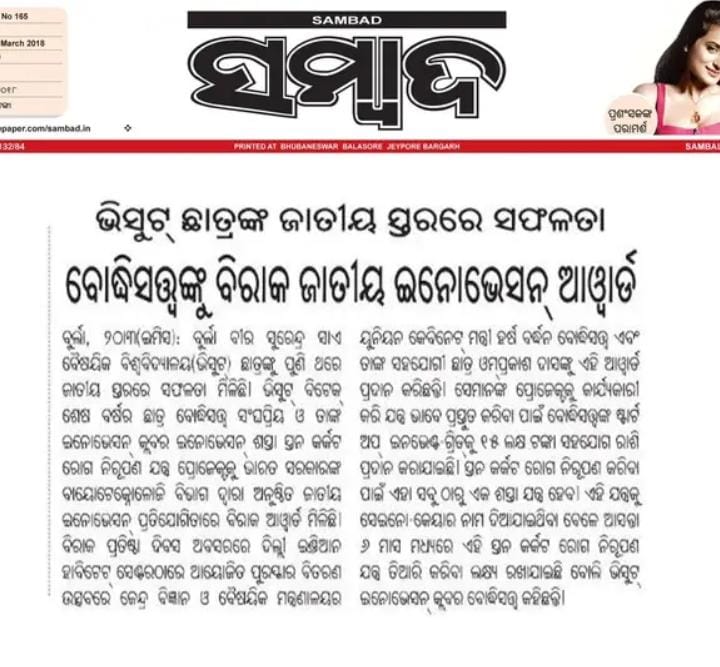 No 165
March 2018
୦୧୮
epaper.com/sambad.in
SAMBAD
ସମ୍ବାଦ
ପ୍ରଶଂସକଙ୍କ
ପରାମର୍ଶ
132/84
PRINTED AT BHUBANESWAR BALASORE JEYPORE BARGARH
SAMBAL
ଭିସୁଟ୍ ଛାତ୍ରଙ୍କ ଜାତୀୟ ସ୍ତରରେ ସଫଳତା
ବୋଦ୍ଧିସତ୍ତ୍ୱଙ୍କୁ ବିରାକ ଜାତୀୟ ଇନୋଭେସନ୍ ଆୱାର୍ଡ
ବୁର୍ଲା, ୨୦।୩(ଇମିସ): ବୁର୍ଲା ବୀର ସୁରେନ୍ଦ୍ର ସାଏ
ବୈଷୟିକ ବିଶ୍ୱବିଦ୍ୟାଳୟ(ଭିସୁଟ୍) ଛାତ୍ରଙ୍କୁ ପୁଣି ଥରେ
ଜାତୀୟ ସ୍ତରରେ ସଫଳତା ମିଳିଛି। ଭିସୁଟ୍ ବିଟେକ୍
ଶେଷ ବର୍ଷର ଛାତ୍ର ବୋଦ୍ଧିସତ୍ତ୍ୱ ସଂଘପ୍ରିୟ ଓ ତାଙ୍କ
ଇନୋଭେସନ୍ କ୍ଲବର ଇନୋଭେସନ୍ ଶସ୍ତା ସ୍ତନ କର୍କଟ
ରୋଗ ନିରୂପଣ ଯନ୍ତ୍ର ପ୍ରୋଜେକ୍ଟକୁ ଭାରତ ସରକାରଙ୍କ
ବାୟୋଟେକ୍ନୋଲୋଜି ବିଭାଗ ଦ୍ୱାରା ଅନୁଷ୍ଠିତ ଜାତୀୟ
ଇନୋଭେସନ୍ ପ୍ରତିଯୋଗିତାରେ ବିରାକ ଆୱାର୍ଡ ମିଳିଛି।
ବିରାକ ପ୍ରତିଷ୍ଠା ଦିବସ ଅବସରରେ ଦିଲ୍ଲୀ ଇଣ୍ଡିଆନ
ହାବିଟେଟ୍ ସେଣ୍ଟରଠାରେ ଆୟୋଜିତ ପୁରସ୍କାର ବିତରଣ
ଉତ୍ସବରେ କେନ୍ଦ୍ର ବିଜ୍ଞାନ ଓ ବୈଷୟିକ ମନ୍ତ୍ରଣାଳୟର
ୟୁନିୟନ କେବିନେଟ୍ ମନ୍ତ୍ରୀ ହର୍ଷ ବର୍ଦ୍ଧନ ବୋଦ୍ଧିସତ୍ତ୍ୱ ଏବଂ
ତାଙ୍କ ସହଯୋଗୀ ଛାତ୍ର ଓମପ୍ରକାଶ ଦାସଙ୍କୁ ଏହି ଆୱାର୍ଡ
ପ୍ରଦାନ କରିଛନ୍ତି। ସେମାନଙ୍କ ପ୍ରୋଜେକ୍ଟକୁ କାର୍ଯ୍ୟକାରୀ
କରି ଯନ୍ତ୍ର ଭାବେ ପ୍ରସ୍ତୁତ କରିବା ପାଇଁ ବୋଦ୍ଧିସତ୍ତ୍ୱଙ୍କ ଷ୍ଟାର୍ଟ
ଅପ୍ ଇନଭେଣ୍ଟ-ଗ୍ରିଡକୁ ୧୫ ଲକ୍ଷ ଟଙ୍କା ସହଯୋଗ ରାଶି
ପ୍ରଦାନ କରାଯାଇଛି। ସ୍ତନ କର୍କଟ ରୋଗ ନିରୂପଣ କରିବା
ପାଇଁ ଏହା ସବୁ ଠାରୁ ଏକ ଶସ୍ତା ଯନ୍ତ୍ର ହେବ। ଏହି ଯନ୍ତ୍ରକୁ
ସେଇନୋ-କେୟାର ନାମ ଦିଆଯାଇଥିବା ବେଳେ ଆସନ୍ତା
୬ ମାସ ମଧ୍ୟରେ ଏହି ସ୍ତନ କର୍କଟ ରୋଗ ନିରୂପଣ
ଯନ୍ତ୍ର ତିଆରି କରିବା ଲକ୍ଷ୍ୟ ରଖାଯାଇଛି ବୋଲି ଭିସୁଟ୍
ଇନୋଭେସନ୍ କ୍ଲବର ବୋଦ୍ଧିସତ୍ତ୍ୱ କହିଛନ୍ତି।